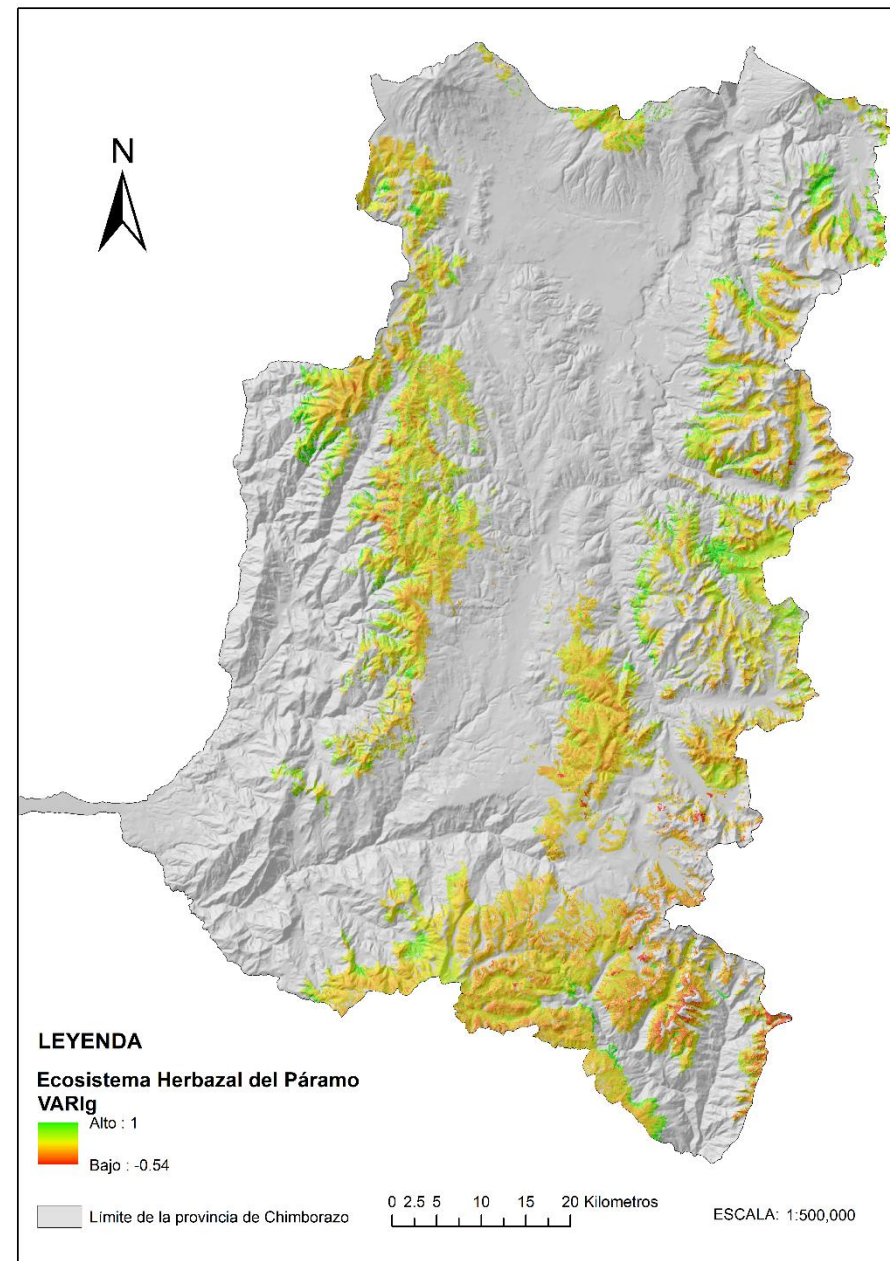 N
LEYENDA
Ecosistema Herbazal del Páramo
VARIg
Alto : 1
Bajo : -0.54
Límite de la provincia de Chimborazo
0 2.5 5 10 15 20 Kilometros
ESCALA: 1:500,000